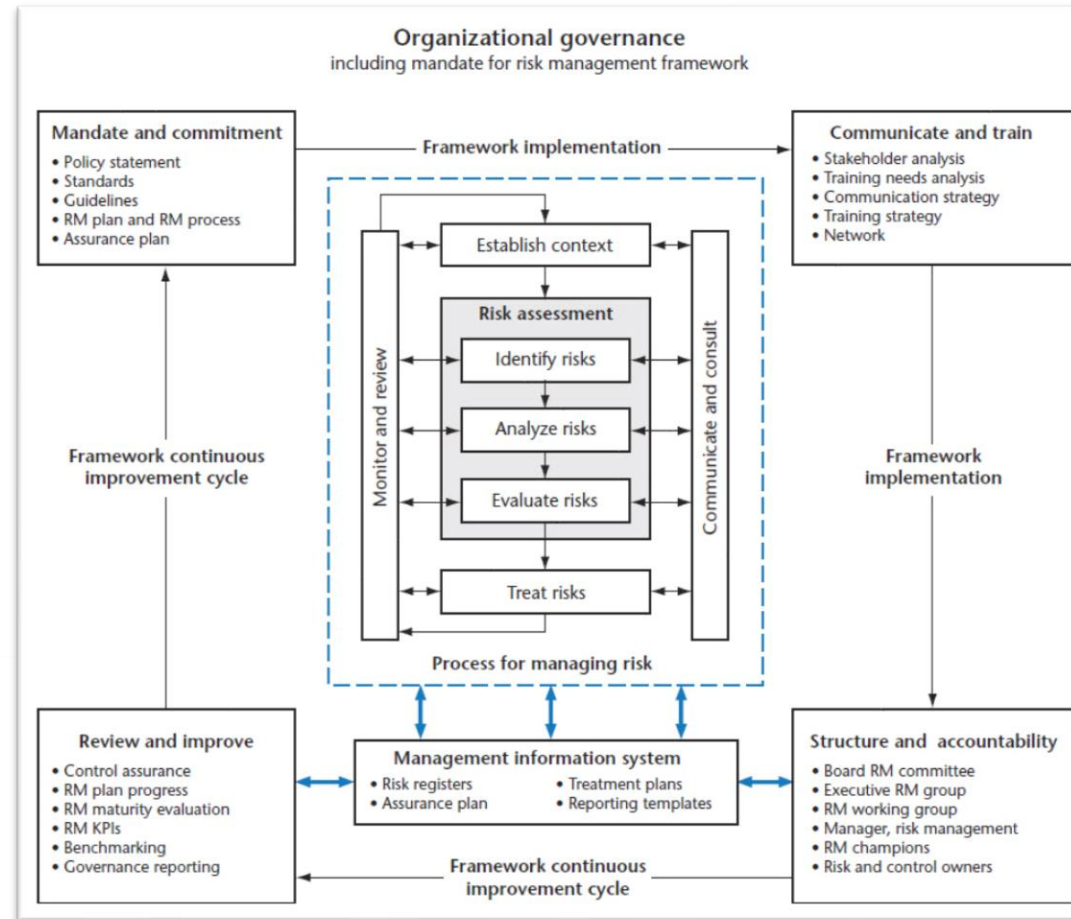 Organizational governance
including mandate for risk management framework
Mandate and commitment
• Policy statement
• Standards
• Guidelines
• RM plan and RM process
• Assurance plan
Framework implementation
Communicate and train
• Stakeholder analysis
• Training needs analysis
• Communication strategy
• Training strategy
• Network
Establish context
Risk assessment
Identify risks
Analyze risks
Evaluate risks
Treat risks
Monitor and review
Communicate and consult
Process for managing risk
Framework continuous
improvement cycle
Framework
implementation
Review and improve
• Control assurance
• RM plan progress
• RM maturity evaluation
• RM KPIs
• Benchmarking
• Governance reporting
Management information system
• Risk registers
• Assurance plan
• Treatment plans
• Reporting templates
Structure and accountability
• Board RM committee
• Executive RM group
• RM working group
• Manager, risk management
• RM champions
• Risk and control owners
Framework continuous
improvement cycle